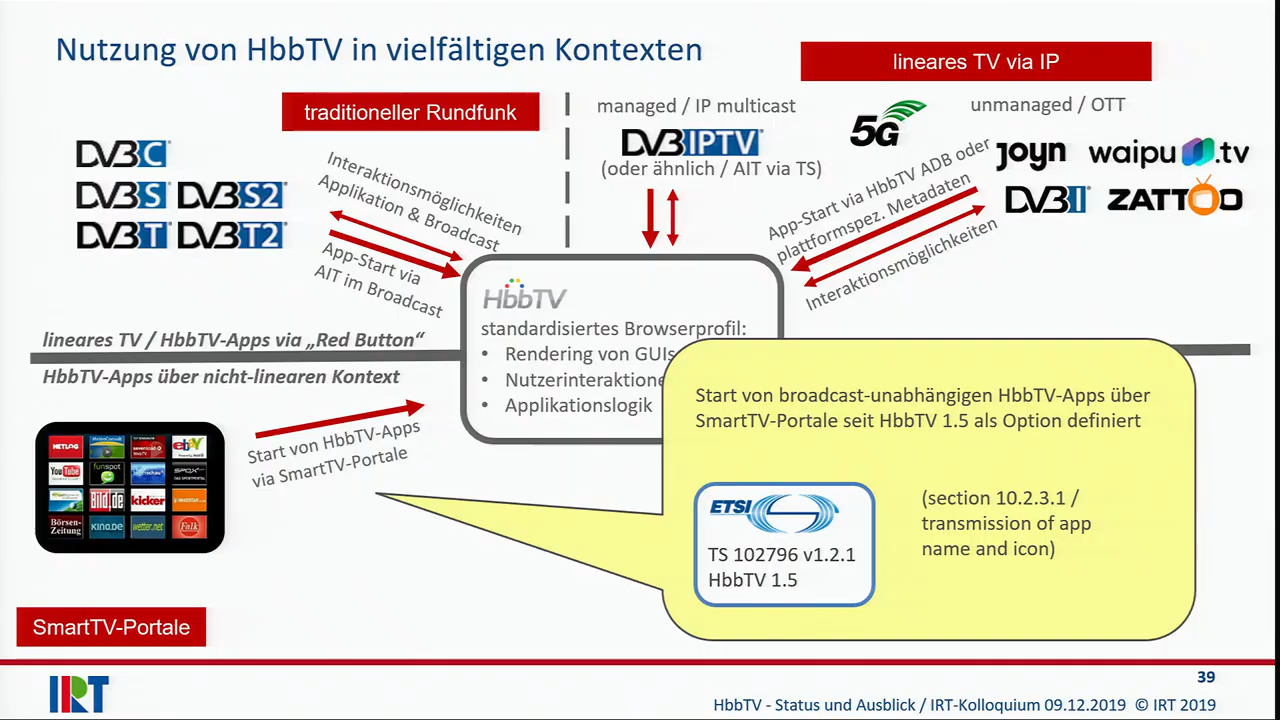 Nutzung von HbbTV in vielfältigen Kontexten
lineares TV via IP
traditioneller Rundfunk
managed / IP multicast
unmanaged / OTT
5G
DVB IPTV
(oder ähnlich / AIT via TS)
joyn
waipu.tv
DVB I
ZATTOO
DVB C
DVB S
DVB S2
DVB T
DVB T2
Interaktionsmöglichkeiten
Applikation & Broadcast
App-Start via
AIT im Broadcast
App-Start via HbbTV ADB oder
plattformspez. Metadaten
Interaktionsmöglichkeiten
HbbTV
standardisiertes Browserprofil:
• Rendering von GUIs
• Nutzerinteraktione
• Applikationslogik
lineares TV / HbbTV-Apps via „Red Button“
HbbTV-Apps über nicht-linearen Kontext
Start von HbbTV-Apps
via SmartTV-Portale
NETLOG
ebay
YouTube
funspot
SPOX
Bild.de
kicker
Börsen-
Zeitung
KINO.DE
wetter.net
Falk
Start von broadcast-unabhängigen HbbTV-Apps über
SmartTV-Portale seit HbbTV 1.5 als Option definiert
ETSI
TS 102796 v1.2.1
HbbTV 1.5
(section 10.2.3.1 /
transmission of app
name and icon)
SmartTV-Portale
IRT
39
HbbTV - Status und Ausblick / IRT-Kolloquium 09.12.2019 © IRT 2019